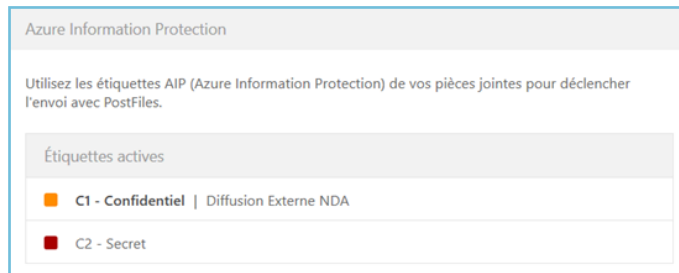 Azure Information Protection
Utilisez les étiquettes AIP (Azure Information Protection) de vos pièces jointes pour déclencher
l'envoi avec PostFiles.
Étiquettes actives
C1 - Confidentiel | Diffusion Externe NDA
C2 - Secret